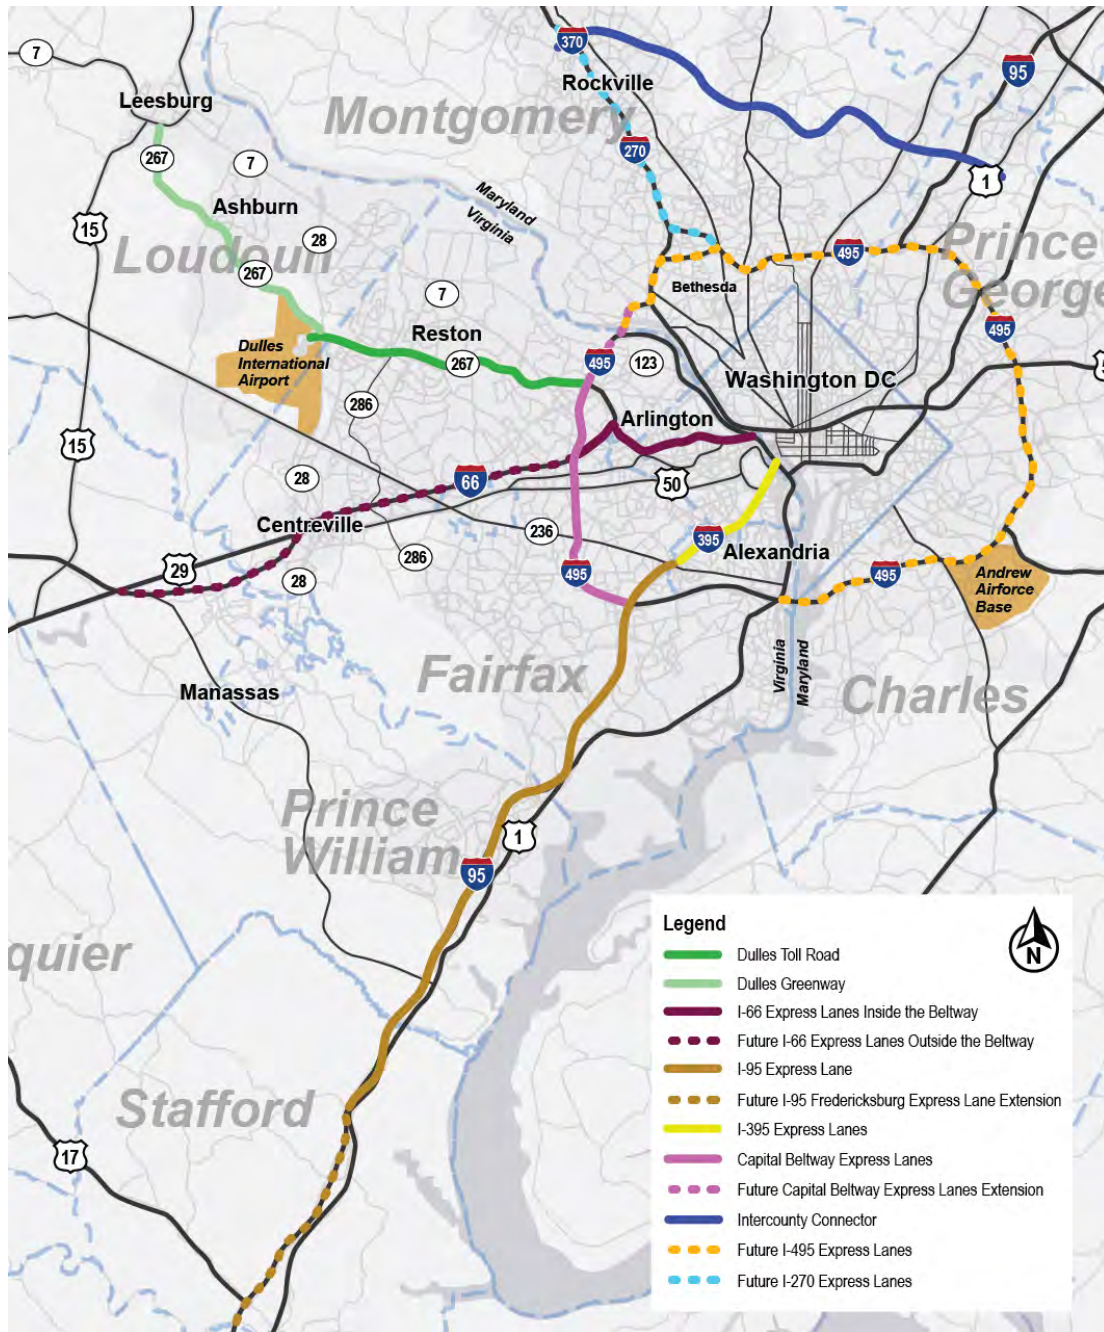 370
7
95
Rockville
Leesburg
Montgomery
270
267
7
1
Maryland
Virginia
Ashburn
15
28
Prince
George
495
Loudoun
267
7
Bethesda
495
Reston
Dulles
International
Airport
267
495
123
Washington DC
286
Arlington
15
66
28
50
Centreville
236
395
Alexandria
286
29
28
495
495
Andrew
Airforce
Base
Fairfax
Virginia
Maryland
Charles
Manassas
Prince
William
1
95
quier
Stafford
17
Legend
N
Dulles Toll Road
Dulles Greenway
I-66 Express Lanes Inside the Beltway
Future I-66 Express Lanes Outside the Beltway
I-95 Express Lane
Future I-95 Fredericksburg Express Lane Extension
I-395 Express Lanes
Capital Beltway Express Lanes
Future Capital Beltway Express Lanes Extension
Intercounty Connector
Future I-495 Express Lanes
Future I-270 Express Lanes